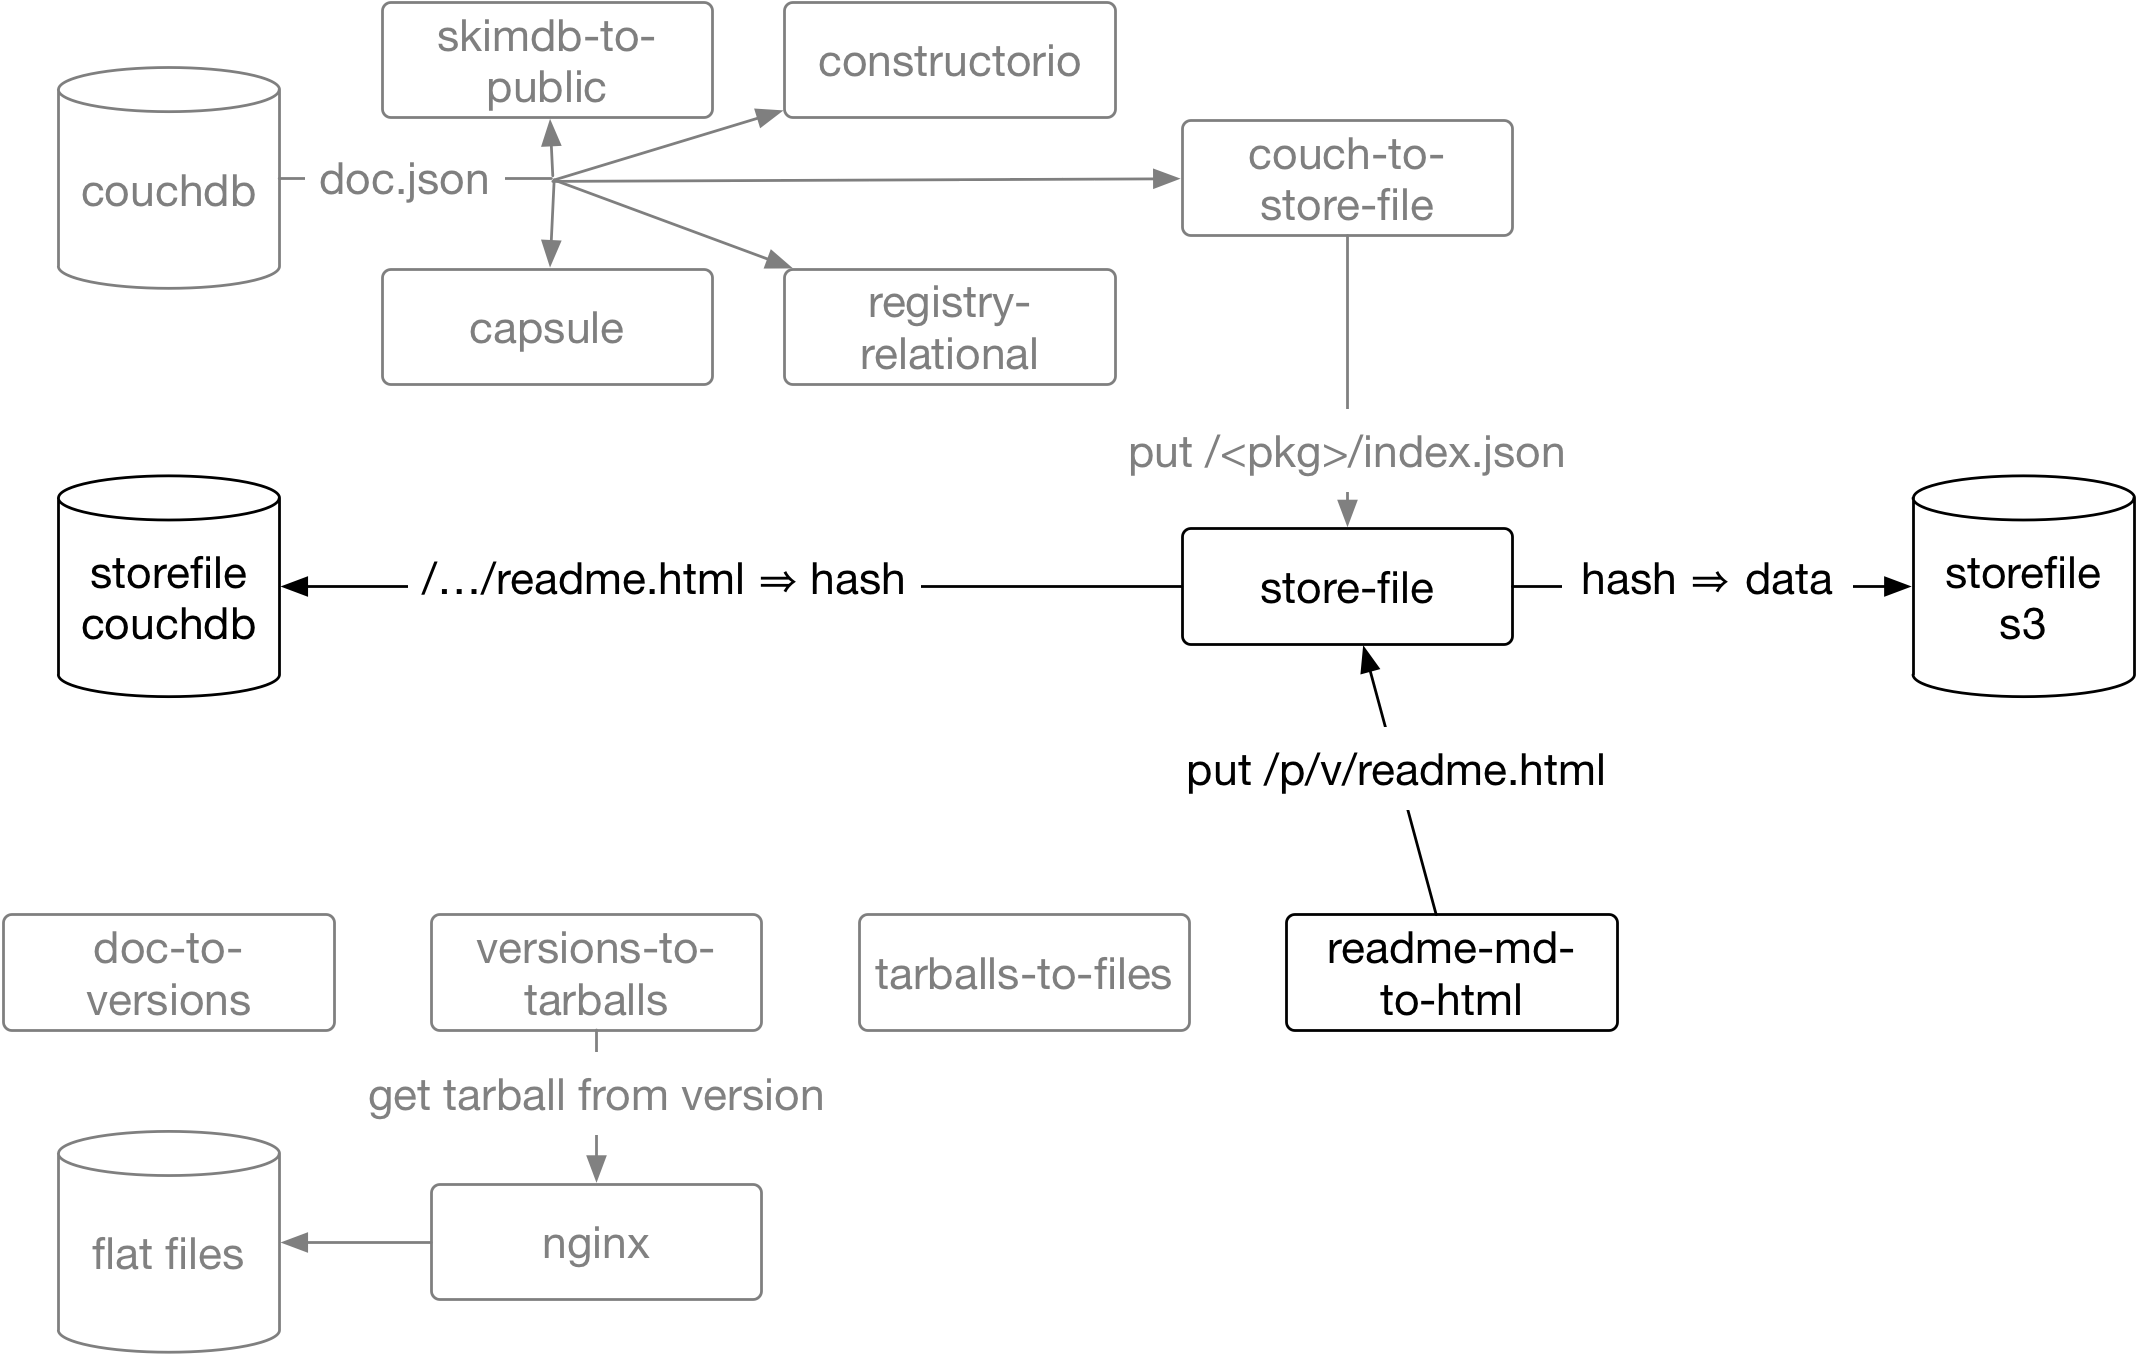 skimdb-to-
public
constructorio
couchdb
doc.json
couch-to-
store-file
capsule
registry-
relational
put /<pkg>/index.json
storefile
couchdb
/…/readme.html ⇒ hash
store-file
hash ⇒ data
storefile
s3
put /p/v/readme.html
doc-to-
versions
versions-to-
tarballs
tarballs-to-files
readme-md-
to-html
get tarball from version
flat files
nginx